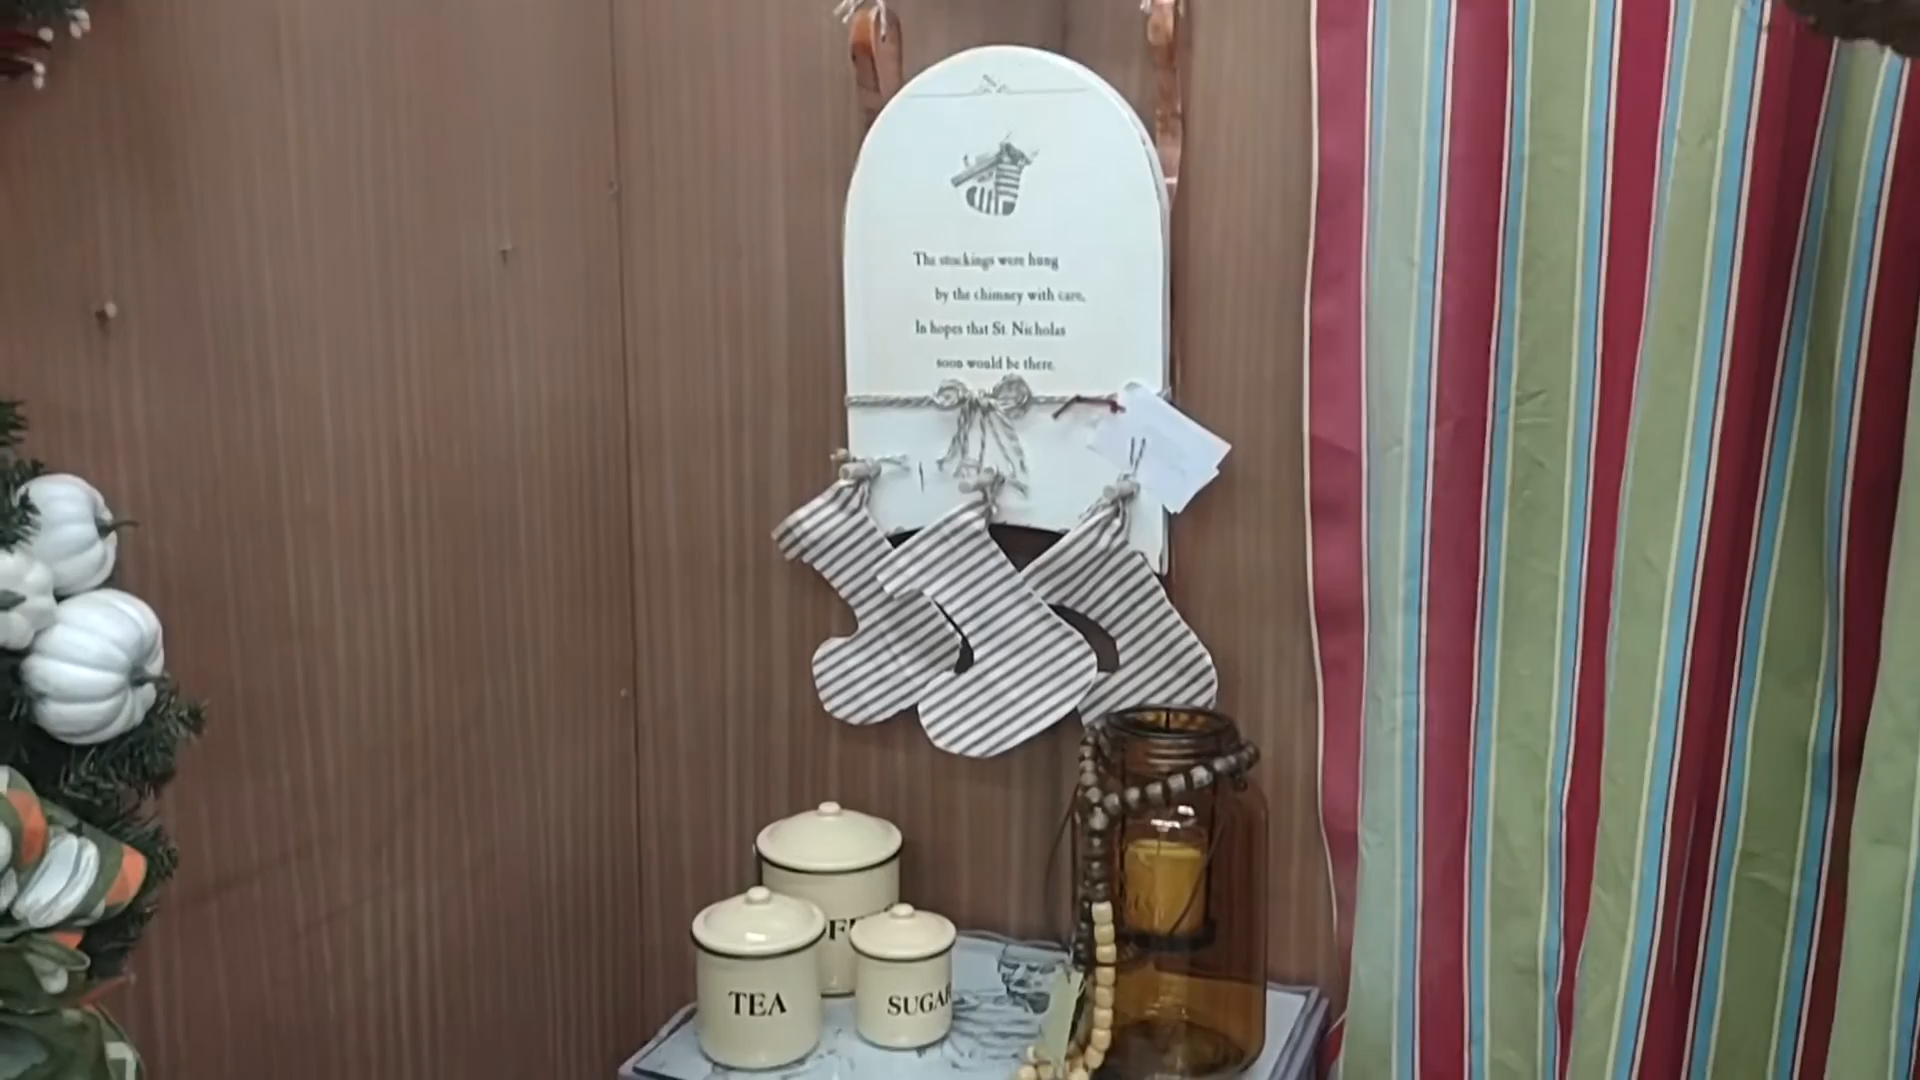 The stockings were hung
by the chimney with care,
In hopes that St. Nicholas
soon would be there.
TEA
SUGAR